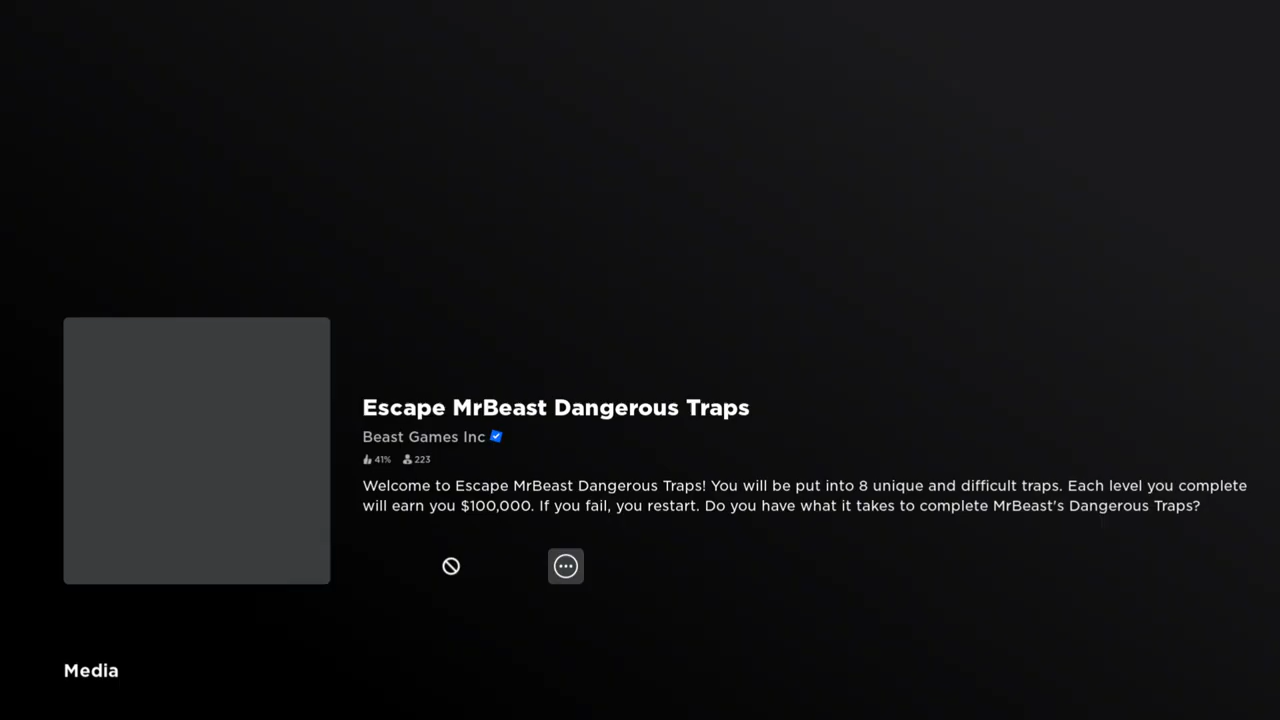 Escape MrBeast Dangerous Traps
Beast Games Inc
41% 223
Welcome to Escape MrBeast Dangerous Traps! You will be put into 8 unique and difficult traps. Each level you complete
will earn you $100,000. If you fail, you restart. Do you have what it takes to complete MrBeast's Dangerous Traps?
Media